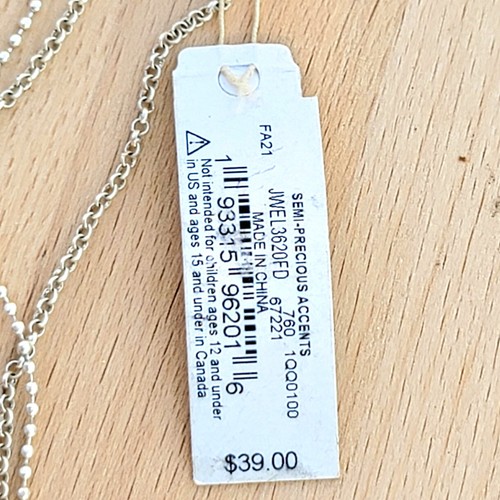 FA21
SEMI-PRECIOUS ACCENTS
760 1QQ0100
JWEL3620FD 67221
MADE IN CHINA
1 93315 96201 6
⚠ Not intended for children ages 12 and under
in US and ages 15 and under in Canada
$39.00